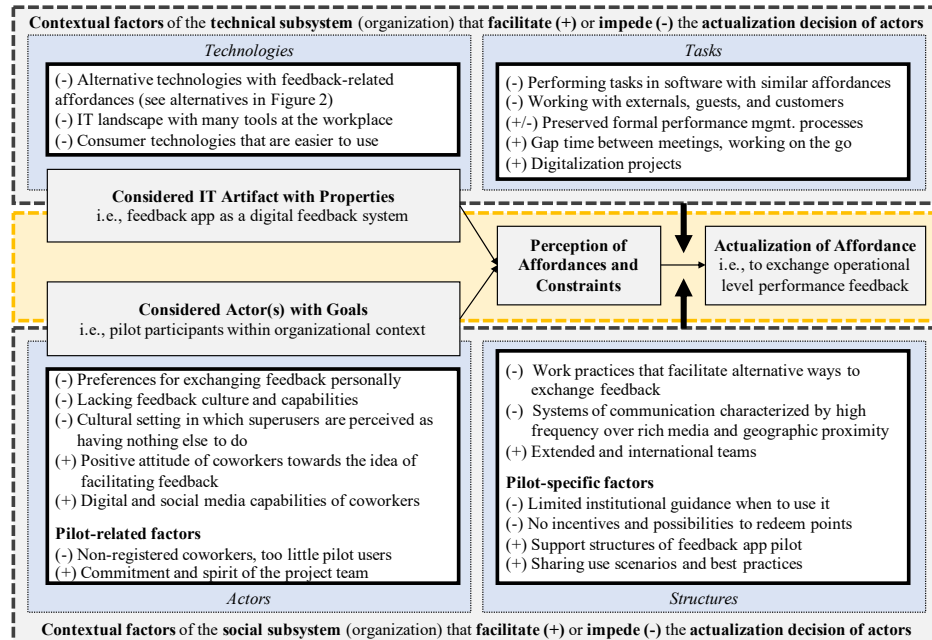 Contextual factors of the technical subsystem (organization) that facilitate (+) or impede (-) the actualization decision of actors
Technologies
(-) Alternative technologies with feedback-related
affordances (see alternatives in Figure 2)
(-) IT landscape with many tools at the workplace
(-) Consumer technologies that are easier to use
Tasks
(-) Performing tasks in software with similar affordances
(-) Working with externals, guests, and customers
(+/-) Preserved formal performance mgmt. processes
(+) Gap time between meetings, working on the go
(+) Digitalization projects
Considered IT Artifact with Properties
i.e., feedback app as a digital feedback system
Perception of
Affordances and
Constraints
Actualization of Affordance
i.e., to exchange operational
level performance feedback
Considered Actor(s) with Goals
i.e., pilot participants within organizational context
(-) Preferences for exchanging feedback personally
(-) Lacking feedback culture and capabilities
(-) Cultural setting in which superusers are perceived as
having nothing else to do
(+) Positive attitude of coworkers towards the idea of
facilitating feedback
(+) Digital and social media capabilities of coworkers
Pilot-related factors
(-) Non-registered coworkers, too little pilot users
(+) Commitment and spirit of the project team
Actors
(-) Work practices that facilitate alternative ways to
exchange feedback
(-) Systems of communication characterized by high
frequency over rich media and geographic proximity
(+) Extended and international teams
Pilot-specific factors
(-) Limited institutional guidance when to use it
(-) No incentives and possibilities to redeem points
(+) Support structures of feedback app pilot
(+) Sharing use scenarios and best practices
Structures
Contextual factors of the social subsystem (organization) that facilitate (+) or impede (-) the actualization decision of actors